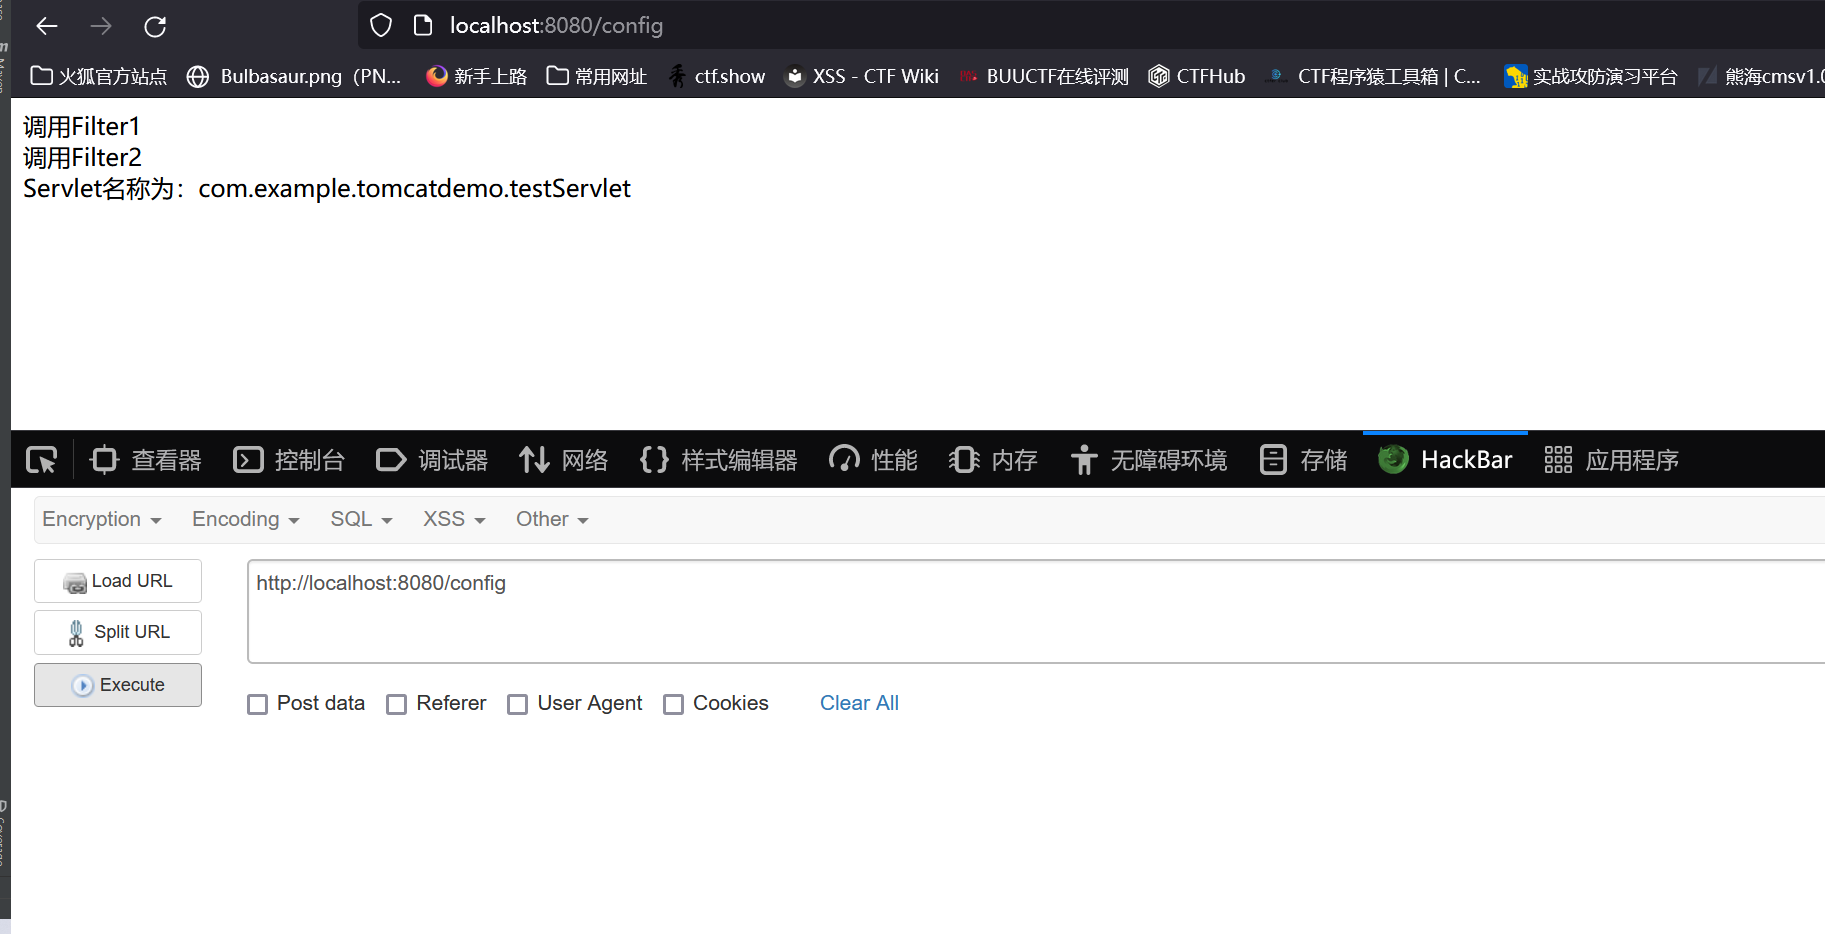 localhost:8080/config
火狐官方站点 Bulbasaur.png（PN... 新手上路 常用网址 ctf.show XSS - CTF Wiki BUUCTF在线评测 CTFHub CTF程序猿工具箱 | C... 实战攻防演习平台 熊海cmsv1.0
调用Filter1
调用Filter2
Servlet名称为：com.example.tomcatdemo.testServlet
查看器 控制台 调试器 网络 样式编辑器 性能 内存 无障碍环境 存储 HackBar 应用程序
Encryption Encoding SQL XSS Other
Load URL
http://localhost:8080/config
Split URL
Execute
Post data Referer User Agent Cookies Clear All